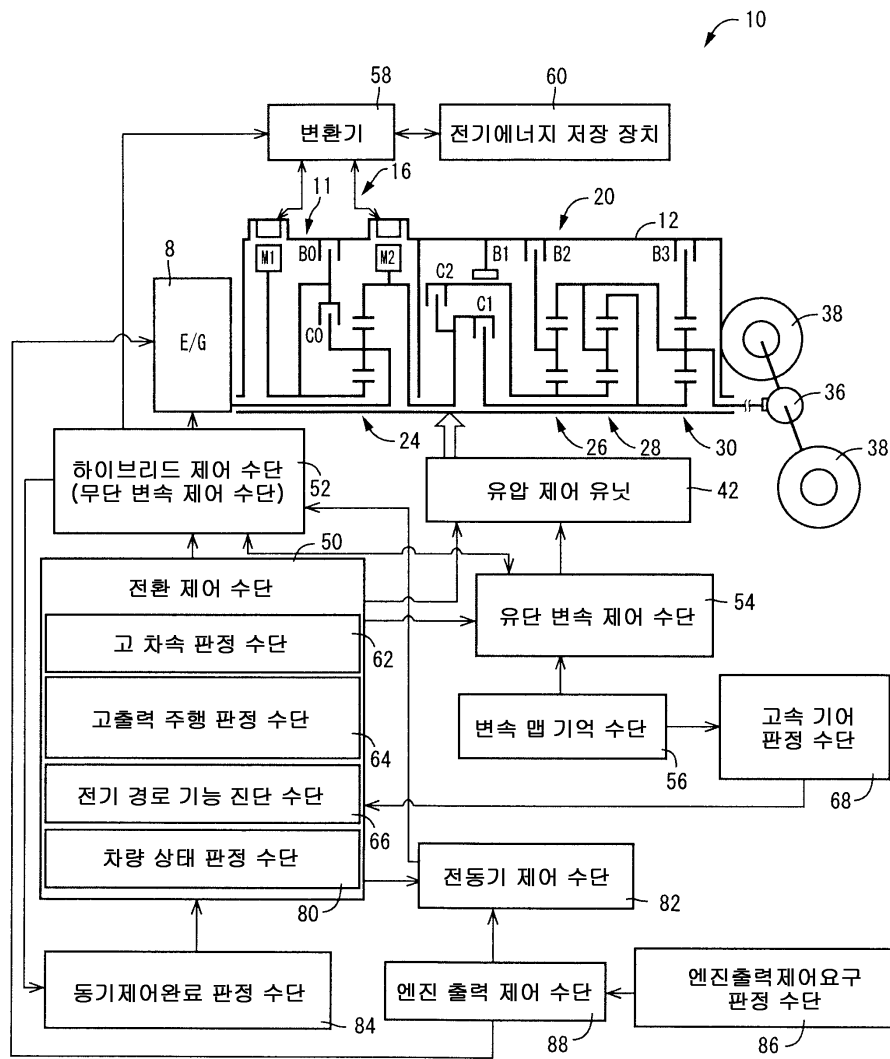 10
58
60
변환기
전기에너지 저장 장치
16
11
20
12
8
M1
B0
M2
B1
B2
B3
C2
C1
C0
E/G
38
36
38
24
26
28
30
하이브리드 제어 수단
(무단 변속 제어 수단)
52
유압 제어 유닛
42
50
전환 제어 수단
유단 변속 제어 수단
54
고 차속 판정 수단
62
고출력 주행 판정 수단
64
변속 맵 기억 수단
56
고속 기어
판정 수단
68
전기 경로 기능 진단 수단
66
차량 상태 판정 수단
80
전동기 제어 수단
82
동기제어완료 판정 수단
84
엔진 출력 제어 수단
88
엔진출력제어요구
판정 수단
86